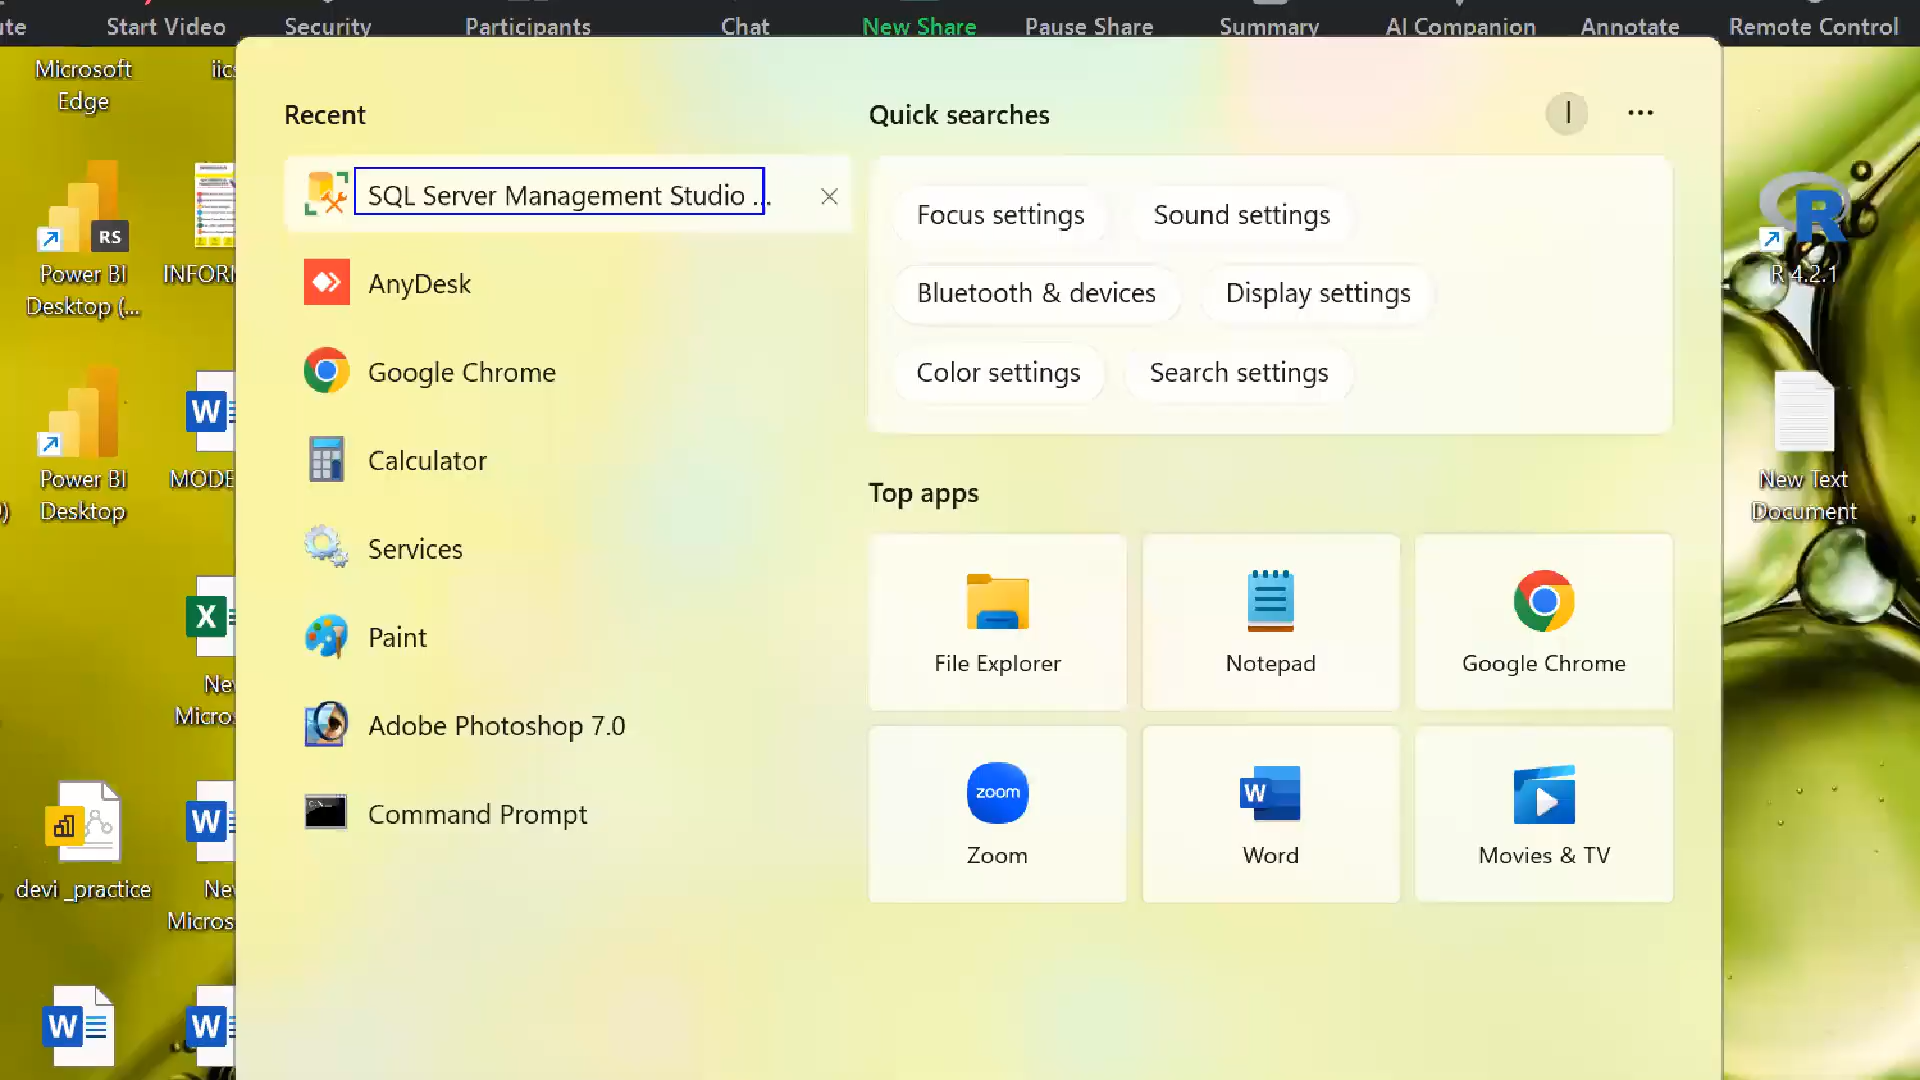 Start Video Security Participants Chat New Share Pause Share Summary AI Companion Annotate Remote Control
Microsoft
Edge
Recent
Quick searches
SQL Server Management Studio ...
AnyDesk
Google Chrome
Calculator
Services
Paint
Adobe Photoshop 7.0
Command Prompt
Focus settings
Sound settings
Bluetooth & devices
Display settings
Color settings
Search settings
Top apps
File Explorer
Notepad
Google Chrome
zoom
Zoom
Word
Movies & TV
RS
Power BI
Desktop (...
Power BI
Desktop
devi _practice
R 4.2.1
New Text
Document